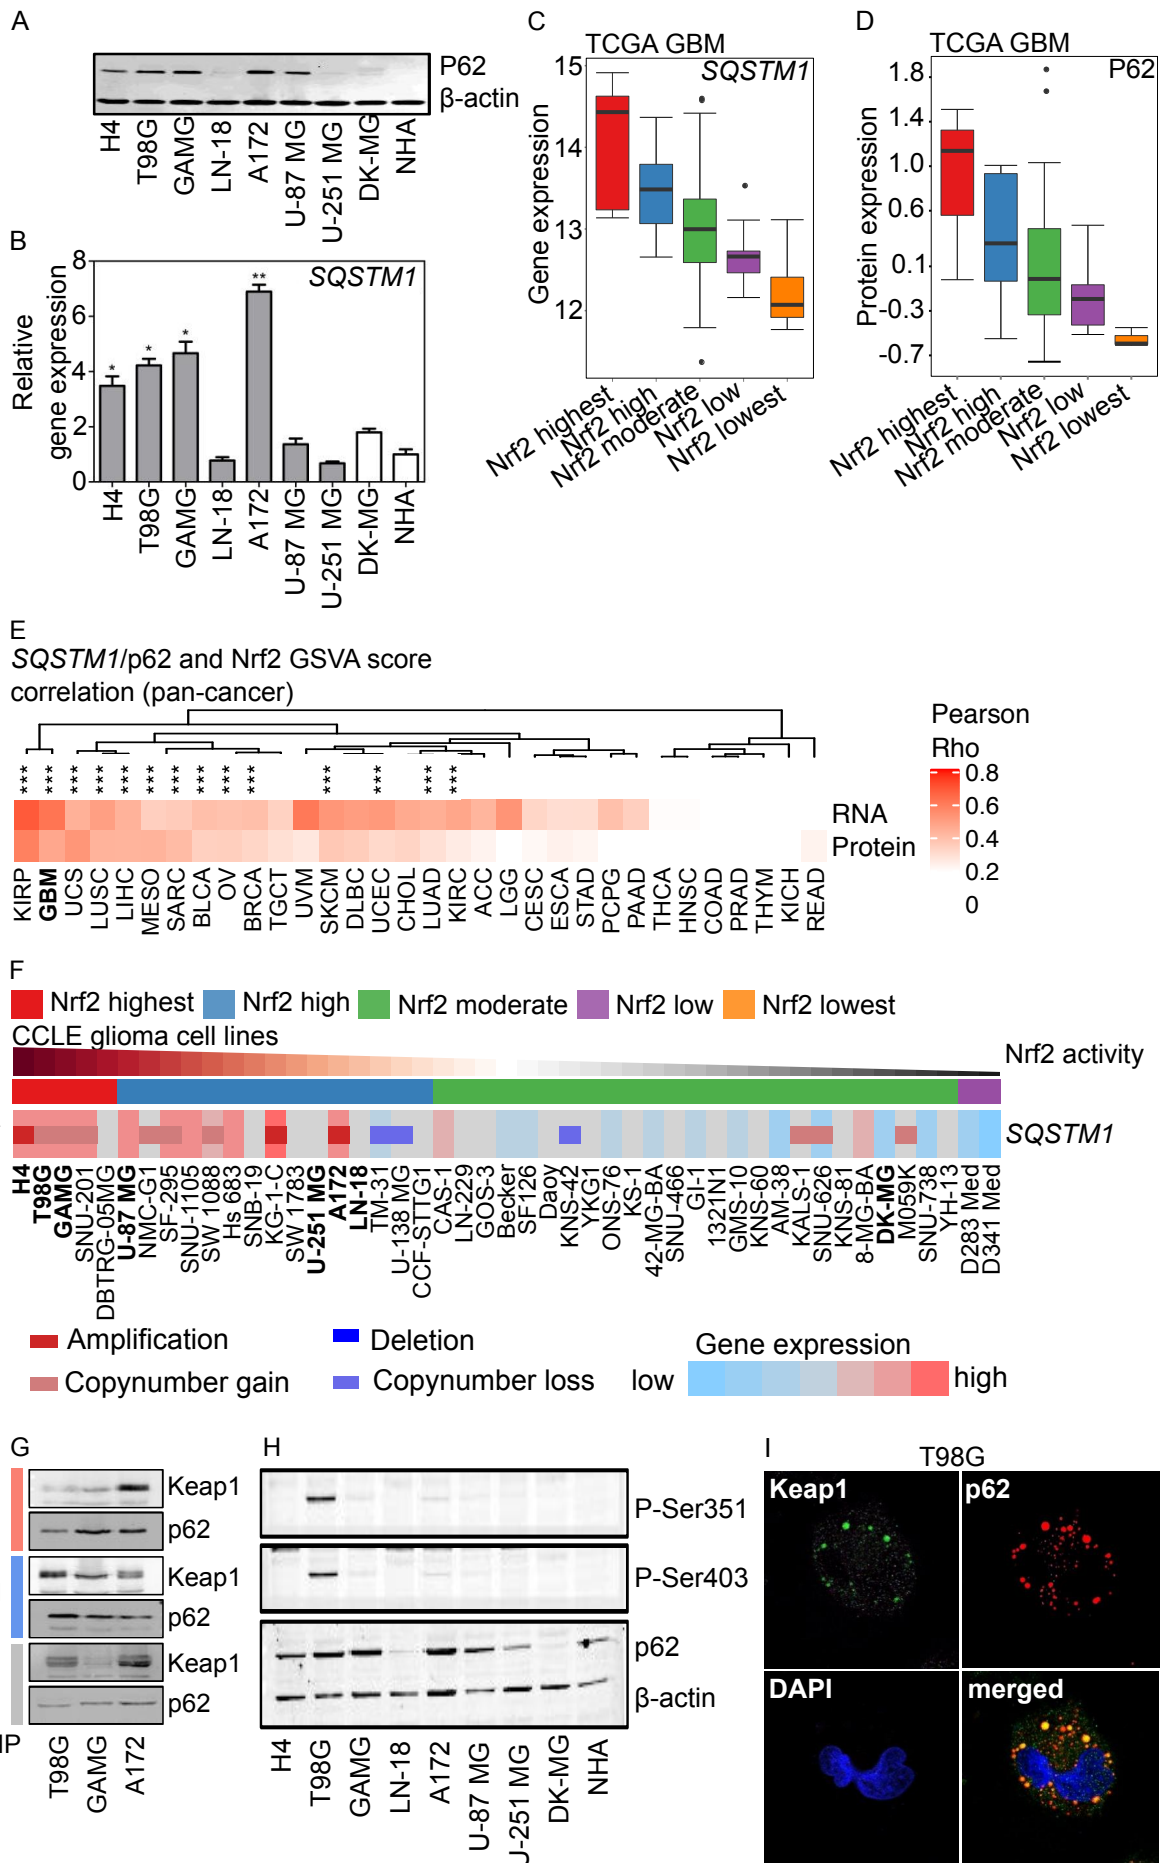 A
P62
β-actin
H4
T98G
GAMG
LN-18
A172
U-87 MG
U-251 MG
DK-MG
NHA
B
Relative
gene expression
8
6
4
2
0
SQSTM1
*
*
*
**
H4
T98G
GAMG
LN-18
A172
U-87 MG
U-251 MG
DK-MG
NHA
C
TCGA GBM
SQSTM1
Gene expression
15
14
13
12
Nrf2 highest
Nrf2 high
Nrf2 moderate
Nrf2 low
Nrf2 lowest
D
TCGA GBM
P62
Protein expression
1.8
1.4
1.0
0.6
0.1
-0.3
-0.7
Nrf2 highest
Nrf2 high
Nrf2 moderate
Nrf2 low
Nrf2 lowest
E
SQSTM1/p62 and Nrf2 GSVA score
correlation (pan-cancer)
*** *** *** *** *** *** *** *** *** *** *** *** *** ***
RNA
Protein
KIRP
GBM
UCS
LUSC
LIHC
MESO
SARC
BLCA
OV
BRCA
TGCT
UVM
SKCM
DLBC
UCEC
CHOL
LUAD
KIRC
ACC
LGG
CESC
ESCA
STAD
PCPG
PAAD
THCA
HNSC
COAD
PRAD
THYM
KICH
READ
Pearson
Rho
0.8
0.6
0.4
0.2
0
F
Nrf2 highest
Nrf2 high
Nrf2 moderate
Nrf2 low
Nrf2 lowest
CCLE glioma cell lines
Nrf2 activity
SQSTM1
H4
T98G
GAMG
SNU-201
DBTRG-05MG
U-87 MG
NMC-G1
SF-295
SNU-1105
SW 1088
Hs 683
SNB-19
KG-1-C
SW 1783
U-251 MG
A172
LN-18
TM-31
U-138 MG
CCF-STTG1
CAS-1
LN-229
GOS-3
Becker
SF126
Daoy
KNS-42
YKG1
ONS-76
KS-1
42-MG-BA
SNU-466
GI-1
1321N1
GMS-10
KNS-60
AM-38
KALS-1
SNU-626
KNS-81
8-MG-BA
DK-MG
M059K
SNU-738
YH-13
D283 Med
D341 Med
Amplification
Deletion
Copynumber gain
Copynumber loss
Gene expression
low
high
G
Keap1
p62
Keap1
p62
Keap1
p62
IP
T98G
GAMG
A172
H
P-Ser351
P-Ser403
p62
β-actin
H4
T98G
GAMG
LN-18
A172
U-87 MG
U-251 MG
DK-MG
NHA
I
T98G
Keap1
p62
DAPI
merged